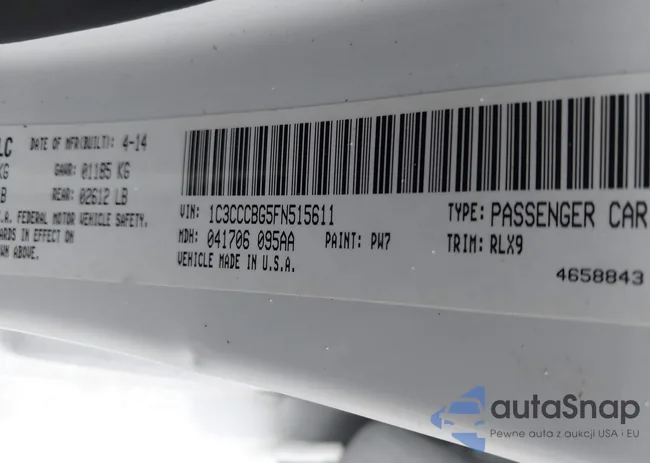 LC DATE OF MFR(BUILT): 4-14
KG GAWR: 01185 KG
B REAR: 02612 LB
.A. FEDERAL MOTOR VEHICLE SAFETY.
ARDS IN EFFECT ON
WN ABOVE.
VIN: 1C3CCCBG5FN515611 TYPE: PASSENGER CAR
MDH: 041706 095AA PAINT: PW7 TRIM: RLX9
VEHICLE MADE IN U.S.A.
4658843
autaSnap
Pewne auta z aukcji USA i EU